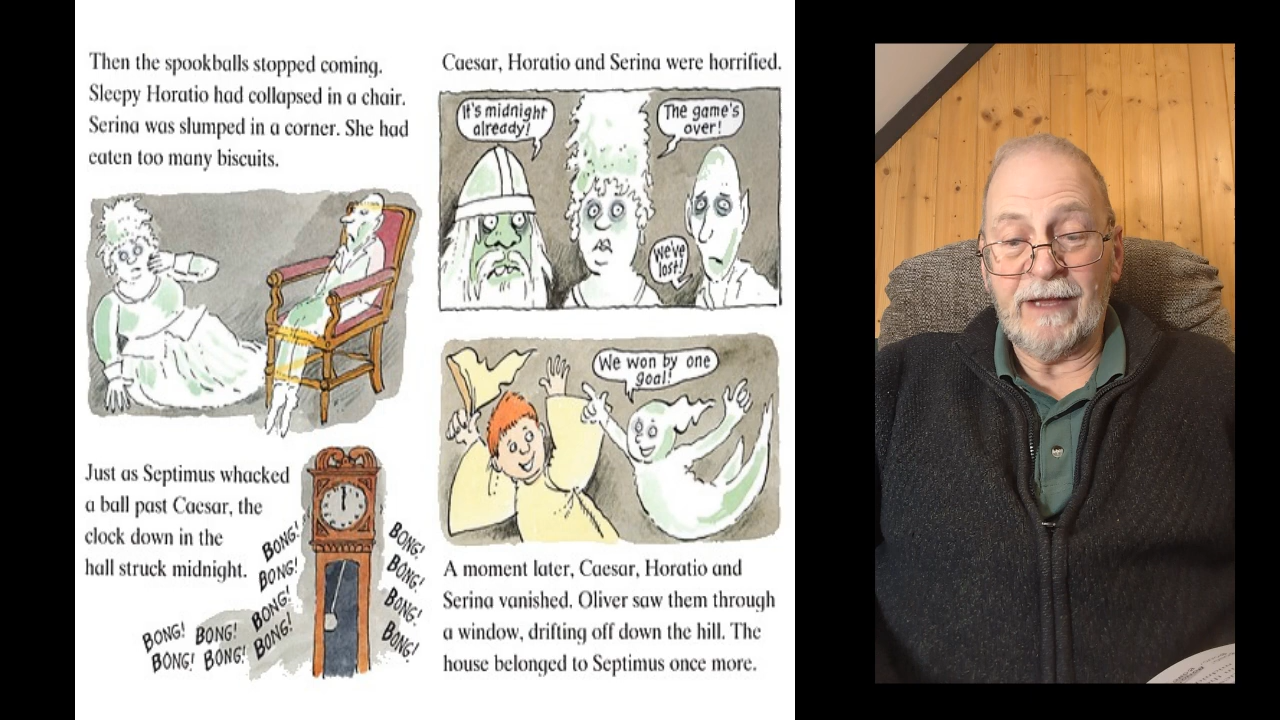 Then the spookballs stopped coming.
Sleepy Horatio had collapsed in a chair.
Serina was slumped in a corner. She had
eaten too many biscuits.
Just as Septimus whacked
a ball past Caesar, the
clock down in the
hall struck midnight.
BONG!
BONG!
BONG!
BONG!
BONG!
BONG!
BONG!
BONG!
BONG!
BONG!
BONG!
BONG!
Caesar, Horatio and Serina were horrified.
It's midnight
already!
The game's
over!
We've
lost!
We won by one
goal!
A moment later, Caesar, Horatio and
Serina vanished. Oliver saw them through
a window, drifting off down the hill. The
house belonged to Septimus once more.